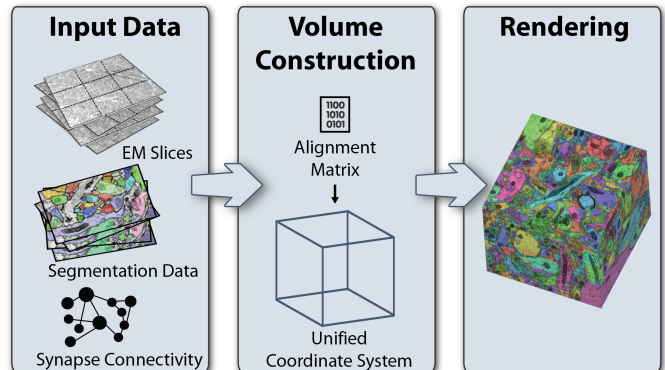 Input Data
EM Slices
Segmentation Data
Synapse Connectivity
Volume
Construction
1100
1010
0101
Alignment
Matrix
Unified
Coordinate System
Rendering